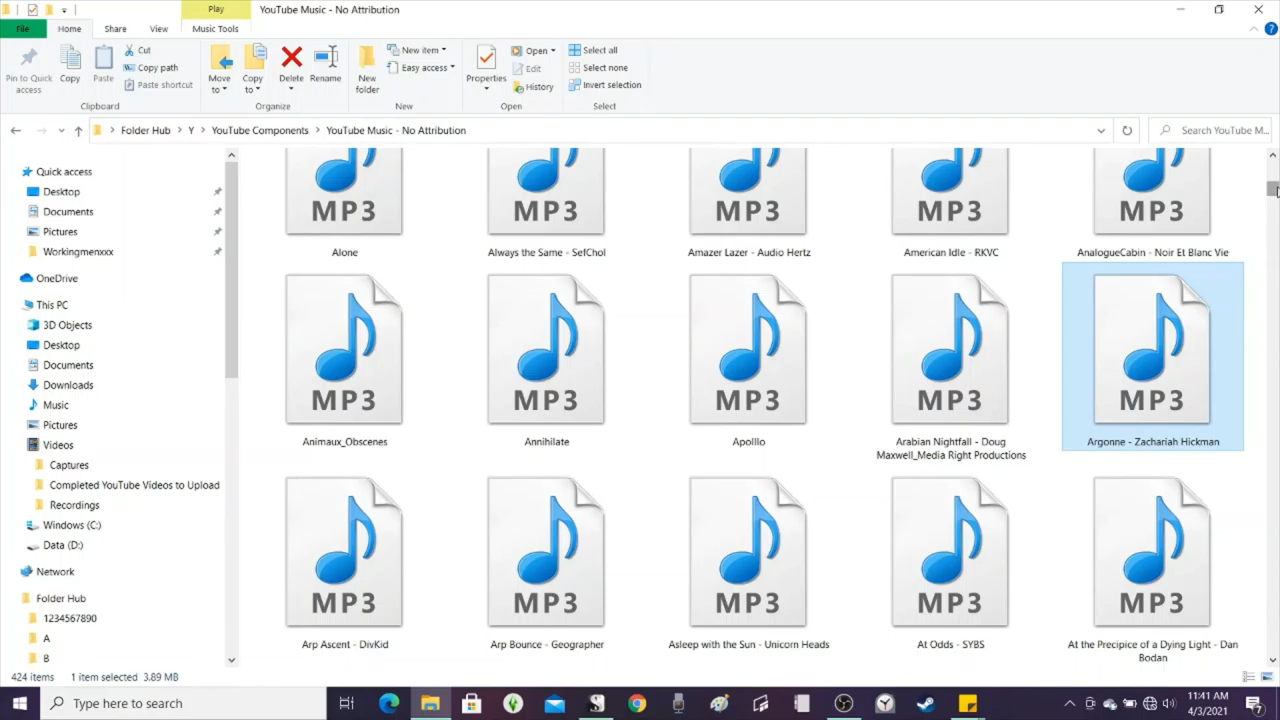 Play
YouTube Music - No Attribution
File
Home
Share
View
Music Tools
Pin to Quick
access
Copy
Paste
Cut
Copy path
Paste shortcut
Clipboard
Move
to
Copy
to
Delete
Rename
Organize
New
folder
New item
Easy access
New
Properties
Open
Edit
History
Open
Select all
Select none
Invert selection
Select
Folder Hub
Y
YouTube Components
YouTube Music - No Attribution
Search YouTube M...
Quick access
Desktop
Documents
Pictures
Workingmenxxx
OneDrive
This PC
3D Objects
Desktop
Documents
Downloads
Music
Pictures
Videos
Captures
Completed YouTube Videos to Upload
Recordings
Windows (C:)
Data (D:)
Network
Folder Hub
1234567890
A
B
MP3
MP3
MP3
MP3
MP3
Alone
Always the Same - SefChol
Amazer Lazer - Audio Hertz
American Idle - RKVC
AnalogueCabin - Noir Et Blanc Vie
MP3
MP3
MP3
MP3
MP3
Animaux_Obscenes
Annihilate
Apolllo
Arabian Nightfall - Doug
Maxwell_Media Right Productions
Argonne - Zachariah Hickman
MP3
MP3
MP3
MP3
MP3
Arp Ascent - DivKid
Arp Bounce - Geographer
Asleep with the Sun - Unicorn Heads
At Odds - SYBS
At the Precipice of a Dying Light - Dan
Bodan
424 items
1 item selected 3.89 MB
Type here to search
11:41 AM
4/3/2021
7